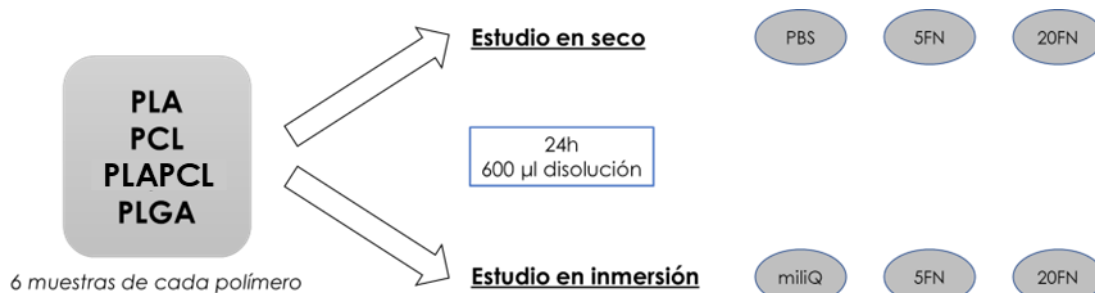 Estudio en seco
PBS
5FN
20FN
PLA
PCL
PLAPCL
PLGA
24h
600 µl disolución
6 muestras de cada polímero
Estudio en inmersión
miliQ
5FN
20FN